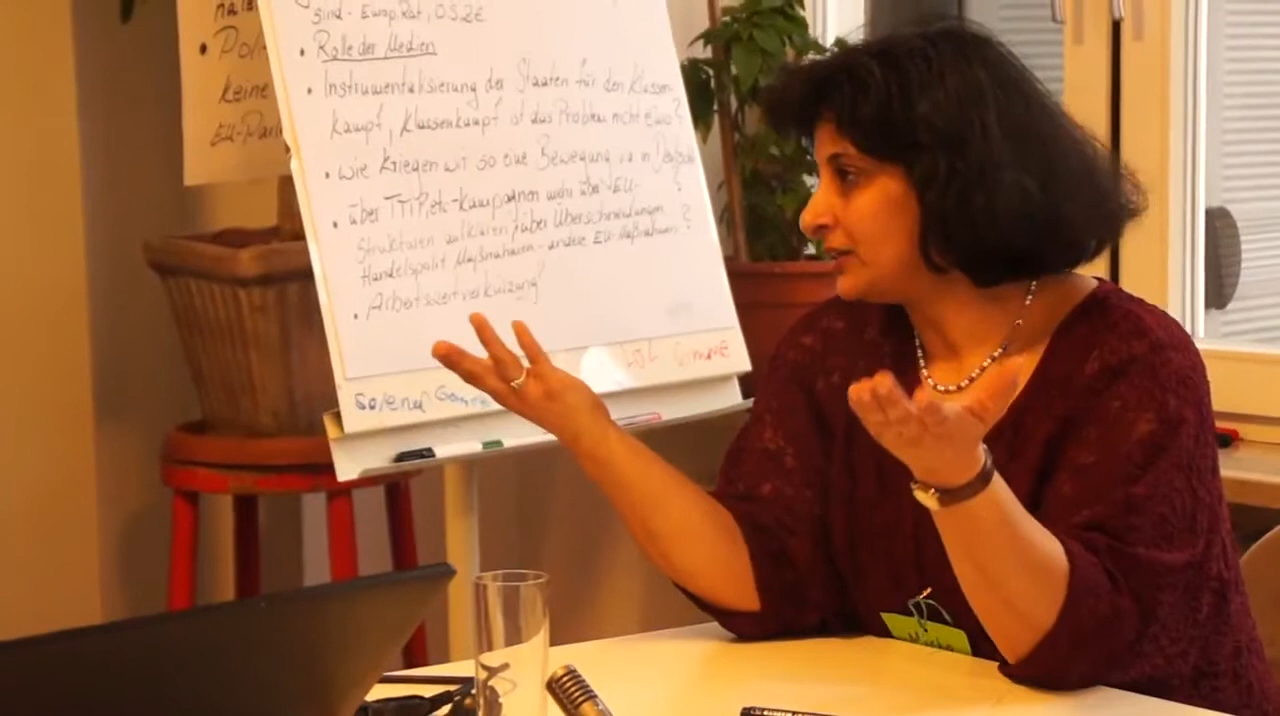 keine
EU-Parl
sind - Europ. Rat, OSZE
• Rolle der Medien
• Instrumentalisierung der Staaten für den Klassen-
kampf, Klassenkampf ist das Problem nicht
• wie kriegen wir so eine Bewegung in
• über TTIP, etc-Kampagnen mehr über EU-
Strukturen aufklären, über Überschneidungen
Handelspolit. Maßnahmen - andere EU-Maßnahmen ?
• Arbeitszeitverkürzung